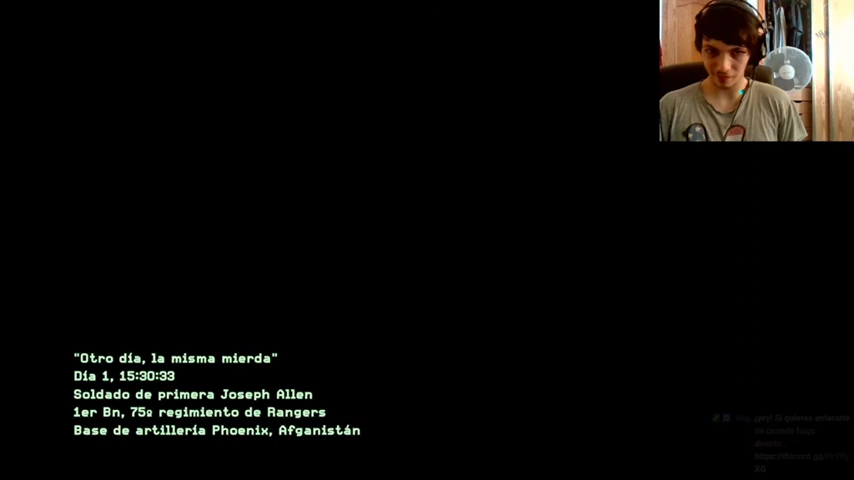 "Otro día, la misma mierda"
Día 1, 15:30:33
Soldado de primera Joseph Allen
1er Bn, 75º regimiento de Rangers
Base de artillería Phoenix, Afganistán
¡yey! Si quieres enterarte
de cuando hago
directo...